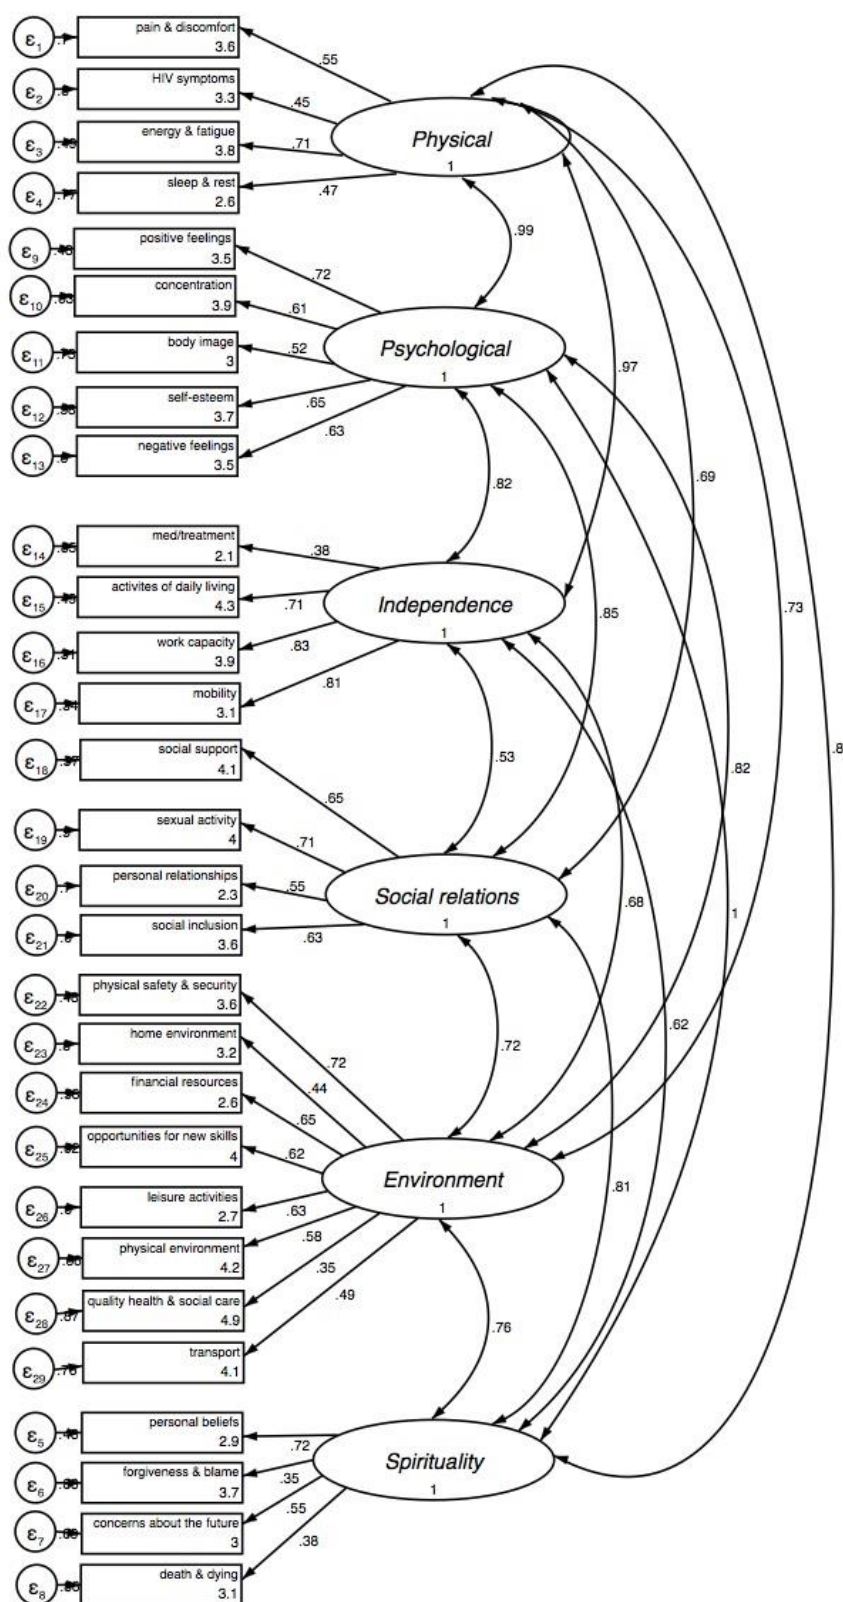 ε1
pain & discomfort
3.6
.55
ε2
HIV symptoms
3.3
.45
ε3
energy & fatigue
3.8
.71
ε4
sleep & rest
2.6
.47
Physical
1
.99
ε9
positive feelings
3.5
.72
ε10
concentration
3.9
.61
ε11
body image
3
.52
ε12
self-esteem
3.7
.65
ε13
negative feelings
3.5
.63
Psychological
1
.97
.82
.69
ε14
med/treatment
2.1
.38
ε15
activites of daily living
4.3
.71
ε16
work capacity
3.9
.83
ε17
mobility
3.1
.81
Independence
1
.85
.73
.53
.82
.8
ε18
social support
4.1
.65
ε19
sexual activity
4
.71
ε20
personal relationships
2.3
.55
ε21
social inclusion
3.6
.63
Social relations
1
.68
1
.72
.62
ε22
physical safety & security
3.6
.72
ε23
home environment
3.2
.44
ε24
financial resources
2.6
.65
ε25
opportunities for new skills
4
.62
ε26
leisure activities
2.7
.63
ε27
physical environment
4.2
.58
ε28
quality health & social care
4.9
.35
ε29
transport
4.1
.49
Environment
1
.81
.76
ε5
personal beliefs
2.9
.72
ε6
forgiveness & blame
3.7
.35
ε7
concerns about the future
3
.55
ε8
death & dying
3.1
.38
Spirituality
1